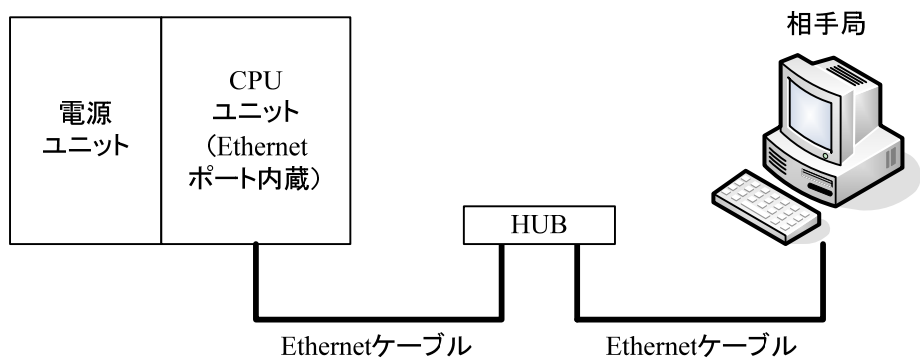 相手局
電源
ユニット
CPU
ユニット
(Ethernet
ポート内蔵)
HUB
Ethernetケーブル
Ethernetケーブル